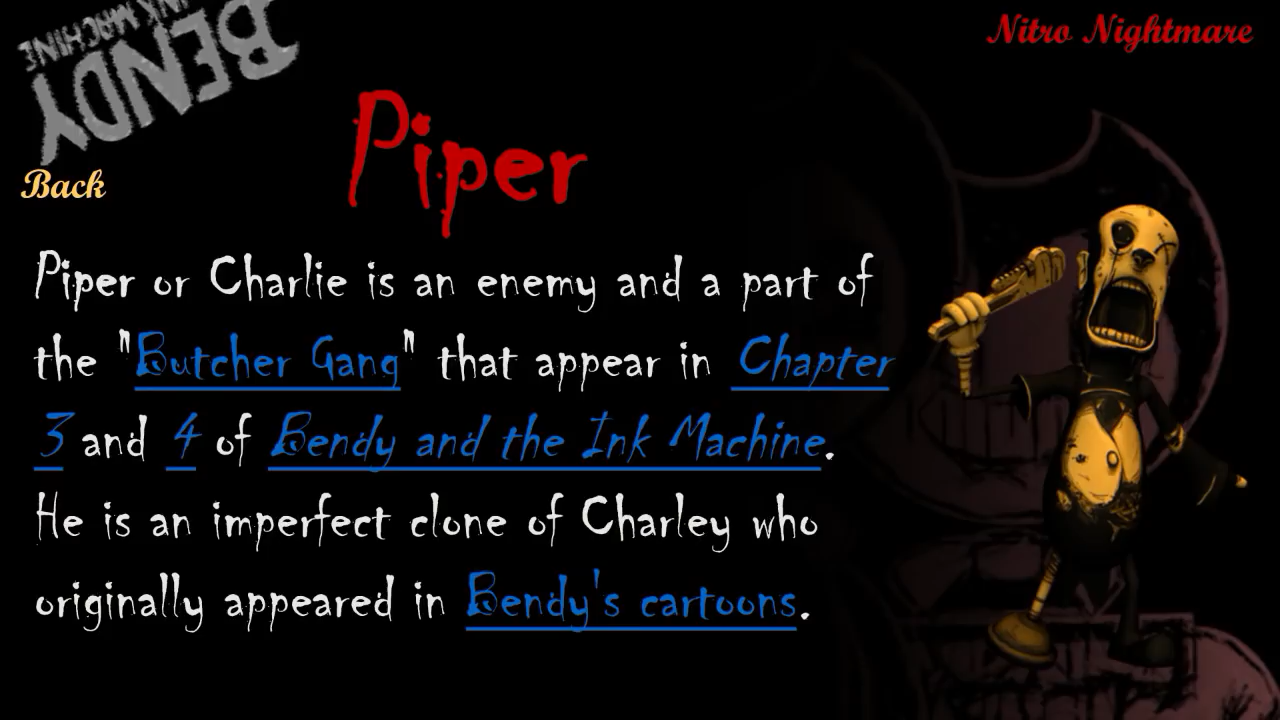 BENDY
INK MACHINE
Nitro Nightmare
Piper
Back
Piper or Charlie is an enemy and a part of
the "Butcher Gang" that appear in Chapter
3 and 4 of Bendy and the Ink Machine.
He is an imperfect clone of Charley who
originally appeared in Bendy's cartoons.